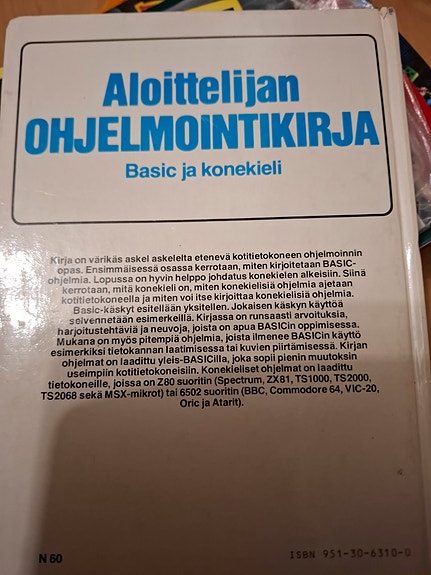 Aloittelijan
OHJELMOINTIKIRJA
Basic ja konekieli
Kirja on värikäs askel askelelta etenevä kotitietokoneen ohjelmoinnin
opas. Ensimmäisessä osassa kerrotaan, miten kirjoitetaan BASIC-
ohjelmia. Lopussa on hyvin helppo johdatus konekielen alkeisiin. Siinä
kerrotaan, mitä konekieli on, miten konekielisiä ohjelmia ajetaan
kotitietokoneella ja miten voi itse kirjoittaa konekielisiä ohjelmia.
Basic-käskyt esitellään yksitellen. Jokaisen käskyn käyttöä
selvennetään esimerkeillä. Kirjassa on runsaasti arvoituksia,
harjoitustehtäviä ja neuvoja, joista on apua BASICin oppimisessa.
Mukana on myös pitempiä ohjelmia, joista ilmenee BASICin käyttö
esimerkiksi tietokannan laatimisessa tai kuvien piirtämisessä. Kirjan
ohjelmat on laadittu yleis-BASICilla, joka sopii pienin muutoksin
useimpiin kotitietokoneisiin. Konekieliset ohjelmat on laadittu
tietokoneille, joissa on Z80 suoritin (Spectrum, ZX81, TS1000, TS2000,
TS2068 sekä MSX-mikrot) tai 6502 suoritin (BBC, Commodore 64, VIC-20,
Oric ja Atarit).
N 60
ISBN 951-30-6310-0